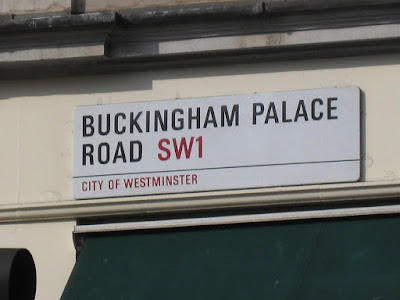 BUCKINGHAM PALACE
ROAD SW1
CITY OF WESTMINSTER